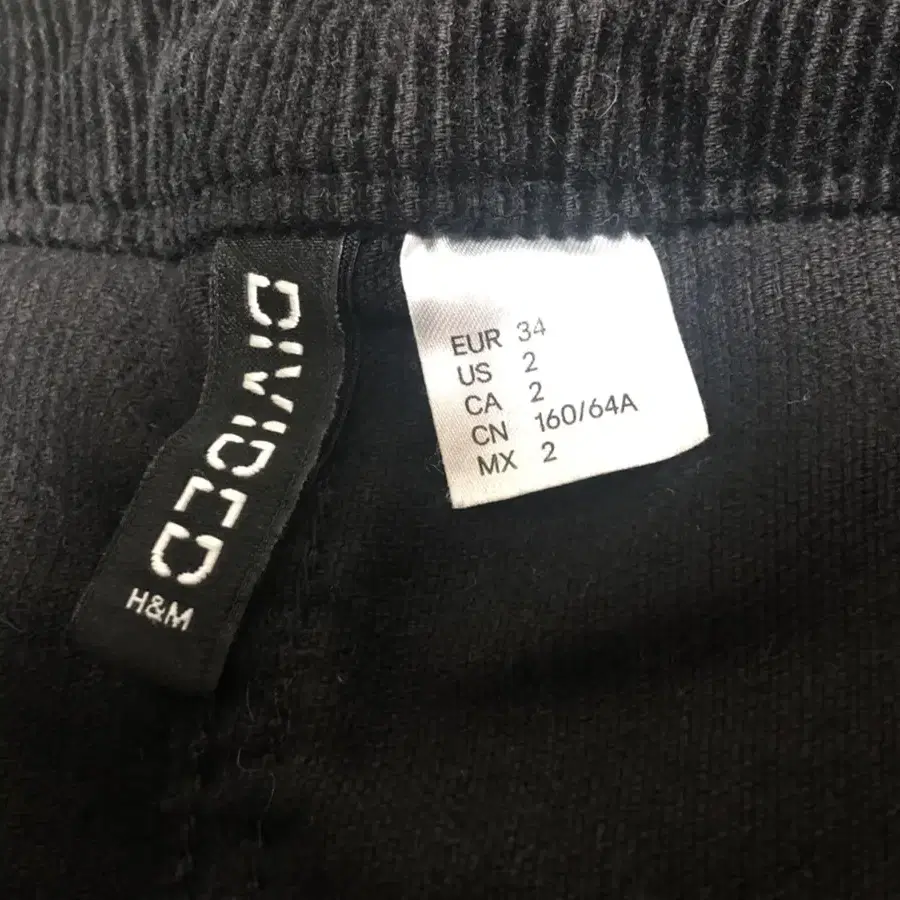 DIVIDED
H&M
EUR 34
US 2
CA 2
CN 160/64A
MX 2